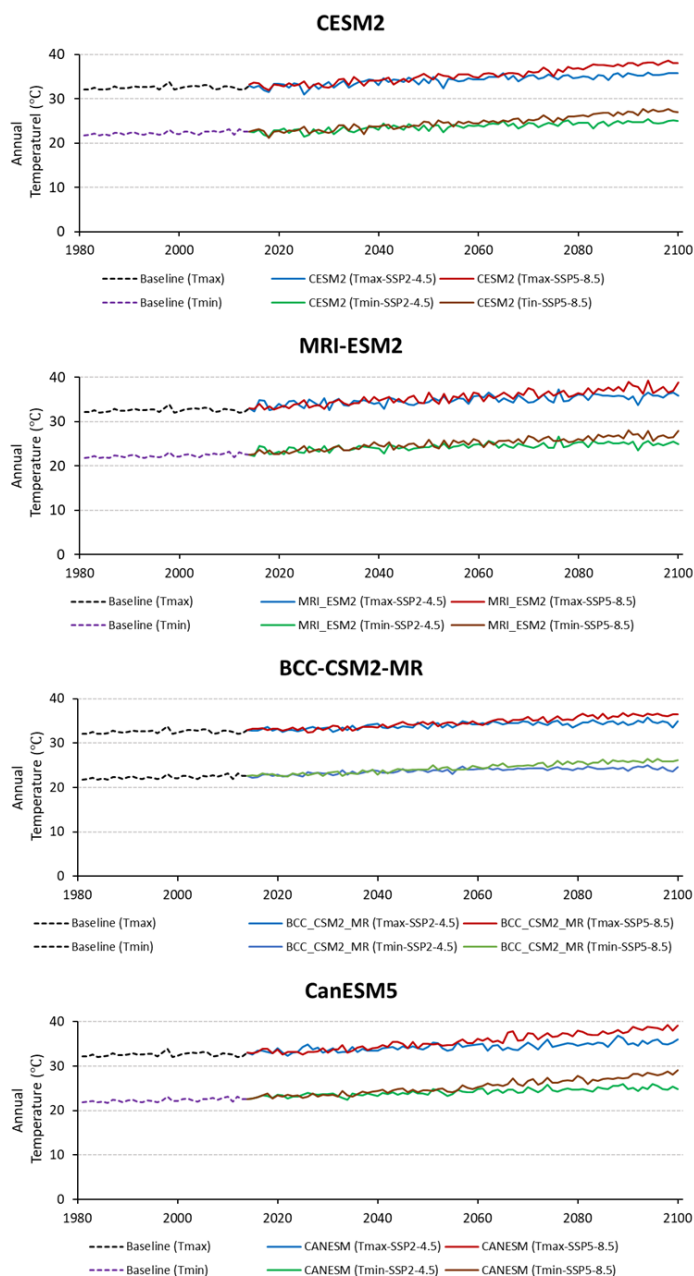 CESM2
Annual
Temperaturel (°C)
40
30
20
10
0
1980 2000 2020 2040 2060 2080 2100
Baseline (Tmax) CESM2 (Tmax-SSP2-4.5) CESM2 (Tmax-SSP5-8.5)
Baseline (Tmin) CESM2 (Tmin-SSP2-4.5) CESM2 (Tin-SSP5-8.5)
MRI-ESM2
Annual
Temperature (°C)
40
30
20
10
0
1980 2000 2020 2040 2060 2080 2100
Baseline (Tmax) MRI_ESM2 (Tmax-SSP2-4.5) MRI_ESM2 (Tmax-SSP5-8.5)
Baseline (Tmin) MRI_ESM2 (Tmin-SSP2-4.5) MRI_ESM2 (Tmin-SSP5-8.5)
BCC-CSM2-MR
Annual
Temperature (°C)
40
30
20
10
0
1980 2000 2020 2040 2060 2080 2100
Baseline (Tmax) BCC_CSM2_MR (Tmax-SSP2-4.5) BCC_CSM2_MR (Tmax-SSP5-8.5)
Baseline (Tmin) BCC_CSM2_MR (Tmin-SSP2-4.5) BCC_CSM2_MR (Tmin-SSP5-8.5)
CanESM5
Annual
Temperature (°C)
40
30
20
10
0
1980 2000 2020 2040 2060 2080 2100
Baseline (Tmax) CANESM (Tmax-SSP2-4.5) CANESM (Tmax-SSP5-8.5)
Baseline (Tmin) CANESM (Tmin-SSP2-4.5) CANESM (Tmin-SSP5-8.5)